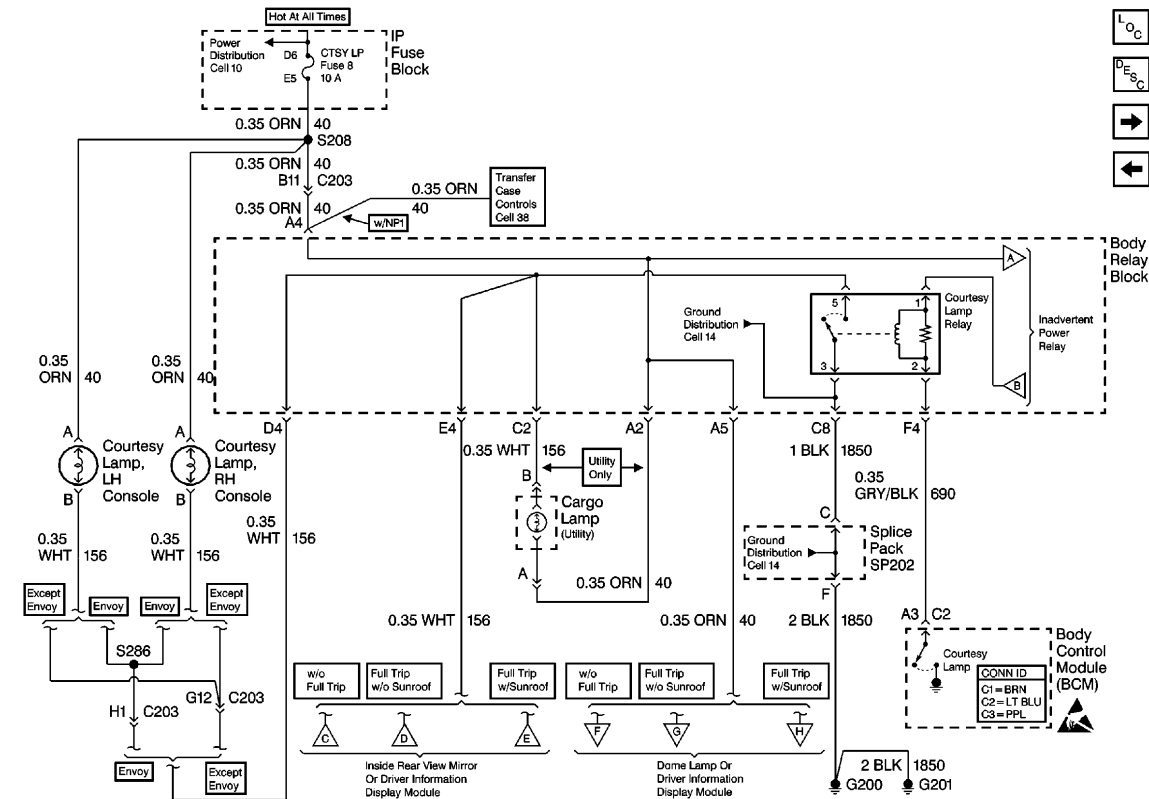 Hot At All Times
IP
Fuse
Block
Power
Distribution
Cell 10
D6
E5
CTSY LP
Fuse 8
10 A
LOC
DESC
0.35 ORN 40
S208
0.35 ORN 40
B11 C203
0.35 ORN 40
A4
w/NP1
0.35 ORN
40
Transfer
Case
Controls
Cell 38
Body
Relay
Block
A
B
Inadvertent
Power
Relay
Courtesy
Lamp
Relay
5
1
3
2
Ground
Distribution
Cell 14
0.35
ORN 40
0.35
ORN 40
D4
E4
C2
A2
A5
C8
F4
A
Courtesy
Lamp,
LH
Console
B
A
Courtesy
Lamp,
RH
Console
B
0.35 WHT 156
Utility
Only
B
Cargo
Lamp
(Utility)
A
0.35 ORN 40
1 BLK 1850
0.35
GRY/BLK 690
C
Ground
Distribution
Cell 14
Splice
Pack
SP202
F
0.35
WHT 156
0.35
WHT 156
0.35
WHT 156
Except
Envoy
Envoy
Envoy
Except
Envoy
S286
H1 C203
G12 C203
Envoy
Except
Envoy
0.35 WHT 156
0.35 ORN 40
2 BLK 1850
A3 C2
Courtesy
Lamp
CONN ID
C1=BRN
C2=LT BLU
C3=PPL
Body
Control
Module
(BCM)
w/o
Full Trip
Full Trip
w/o Sunroof
Full Trip
w/Sunroof
w/o
Full Trip
Full Trip
w/o Sunroof
Full Trip
w/Sunroof
C
D
E
F
G
H
Inside Rear View Mirror
Or Driver Information
Display Module
Dome Lamp Or
Driver Information
Display Module
2 BLK 1850
G200
G201